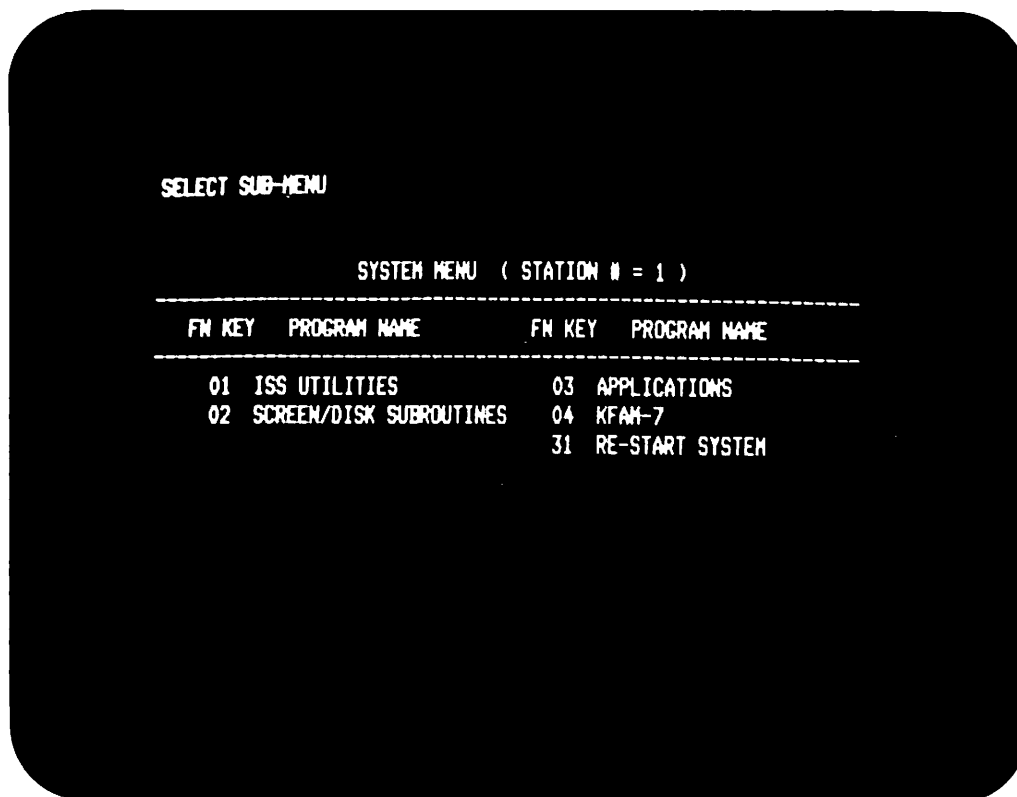 SELECT SUB-MENU
SYSTEM MENU ( STATION # = 1 )
FN KEY PROGRAM NAME FN KEY PROGRAM NAME
01 ISS UTILITIES 03 APPLICATIONS
02 SCREEN/DISK SUBROUTINES 04 KFAM-7
31 RE-START SYSTEM